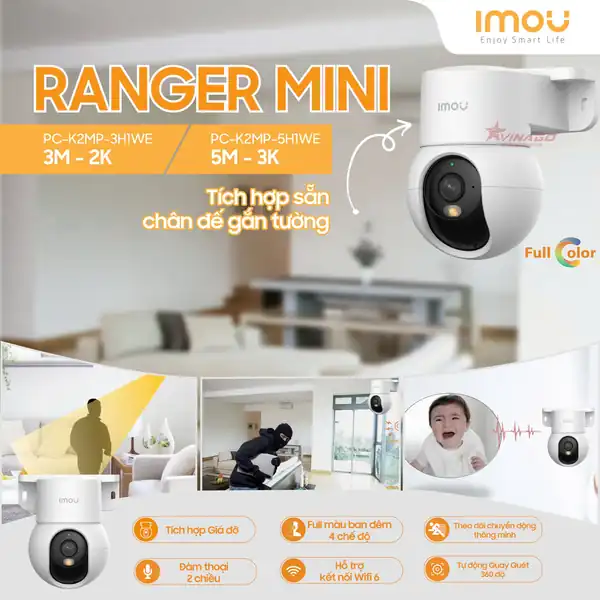 imou
Enjoy Smart Life
RANGER MINI
imou
AVINAGO
PC-K2MP-3H1WE
3M - 2K
PC-K2MP-5H1WE
5M - 3K
Tích hợp sẵn
chân đế gắn tường
Full Color
imou
Tích hợp Giá đỡ
Full màu ban đêm
4 chế độ
Theo dõi chuyển động
thông minh
Đàm thoại
2 chiều
Hỗ trợ
kết nối Wifi 6
Tự động Quay Quét
360 độ